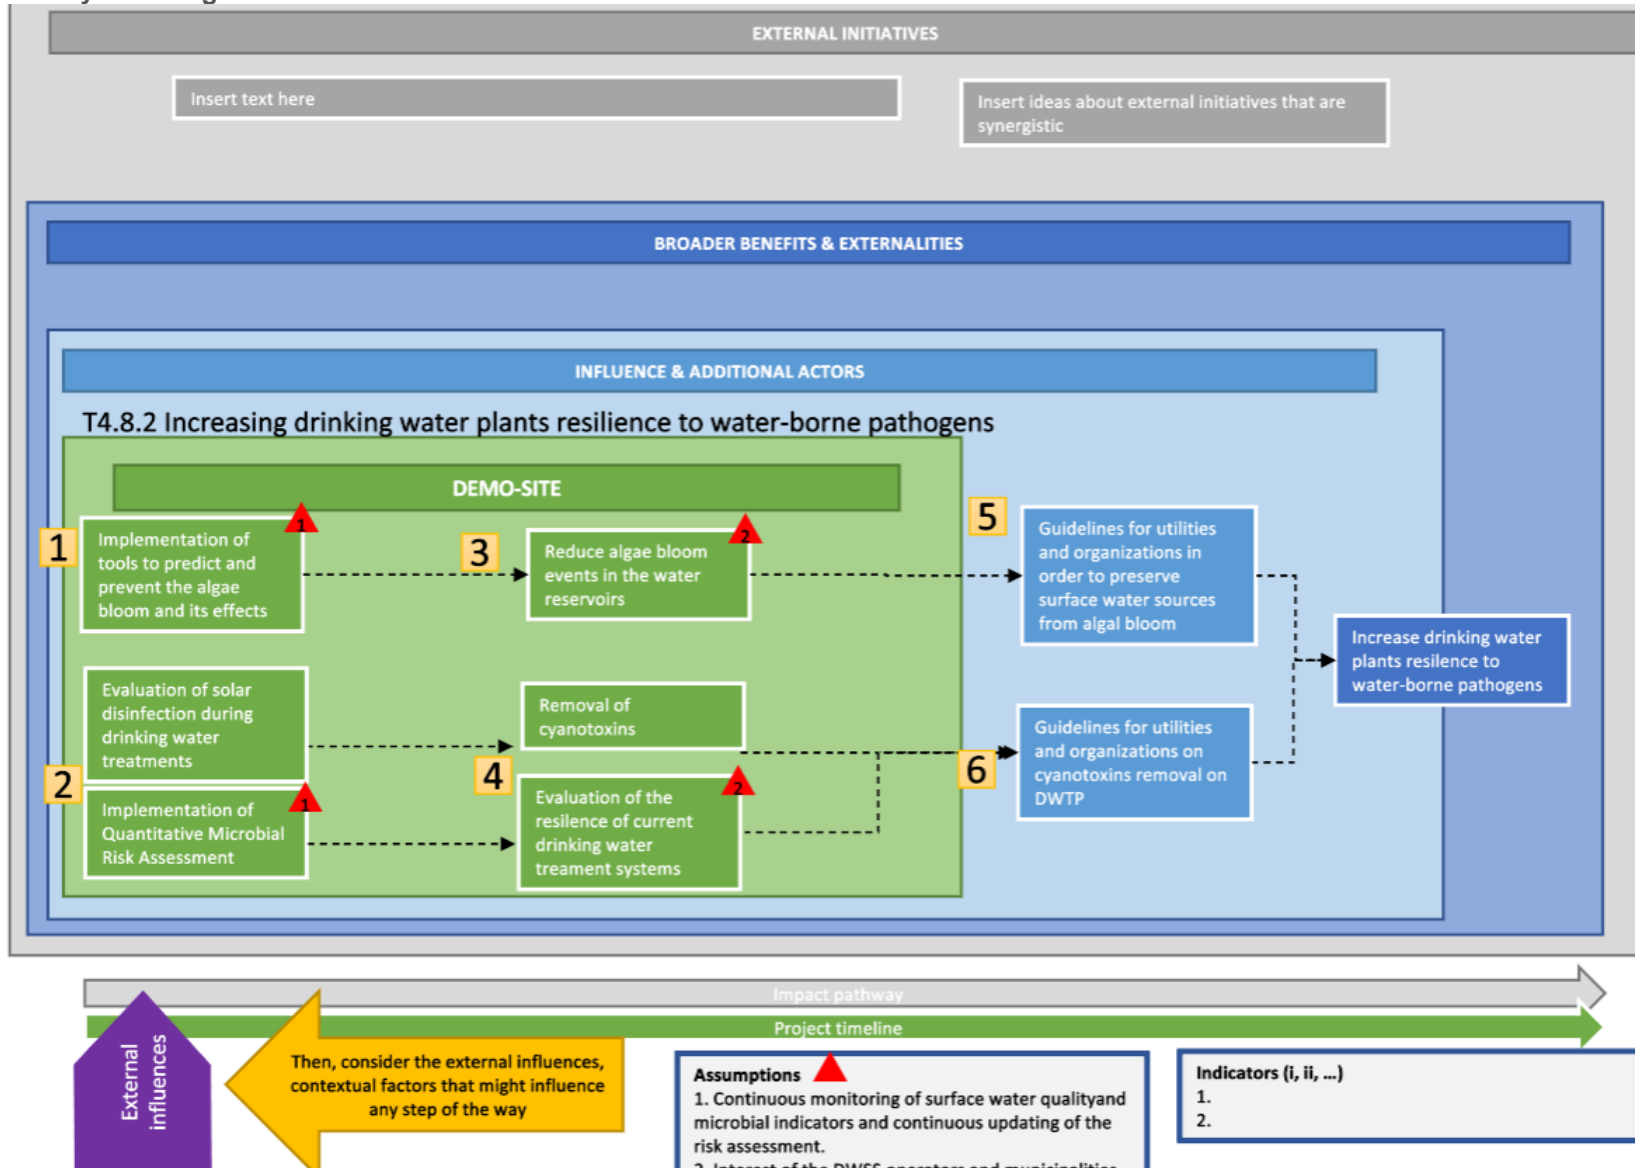 EXTERNAL INITIATIVES
Insert text here
Insert ideas about external initiatives that are
synergistic
BROADER BENEFITS & EXTERNALITIES
INFLUENCE & ADDITIONAL ACTORS
T4.8.2 Increasing drinking water plants resilience to water-borne pathogens
DEMO-SITE
1
Implementation of
tools to predict and
prevent the algae
bloom and its effects
1
3
Reduce algae bloom
events in the water
reservoirs
2
5
Guidelines for utilities
and organizations in
order to preserve
surface water sources
from algal bloom
Increase drinking water
plants resilence to
water-borne pathogens
Evaluation of solar
disinfection during
drinking water
treatments
Removal of
cyanotoxins
2
Implementation of
Quantitative Microbial
Risk Assessment
1
4
Evaluation of the
resilence of current
drinking water
treament systems
2
6
Guidelines for utilities
and organizations on
cyanotoxins removal on
DWTP
Impact pathway
Project timeline
External
influences
Then, consider the external influences,
contextual factors that might influence
any step of the way
Assumptions
1. Continuous monitoring of surface water qualityand
microbial indicators and continuous updating of the
risk assessment.
2. Interest of the DWSS operators and municipalities
Indicators (i, ii, ...)
1.
2.